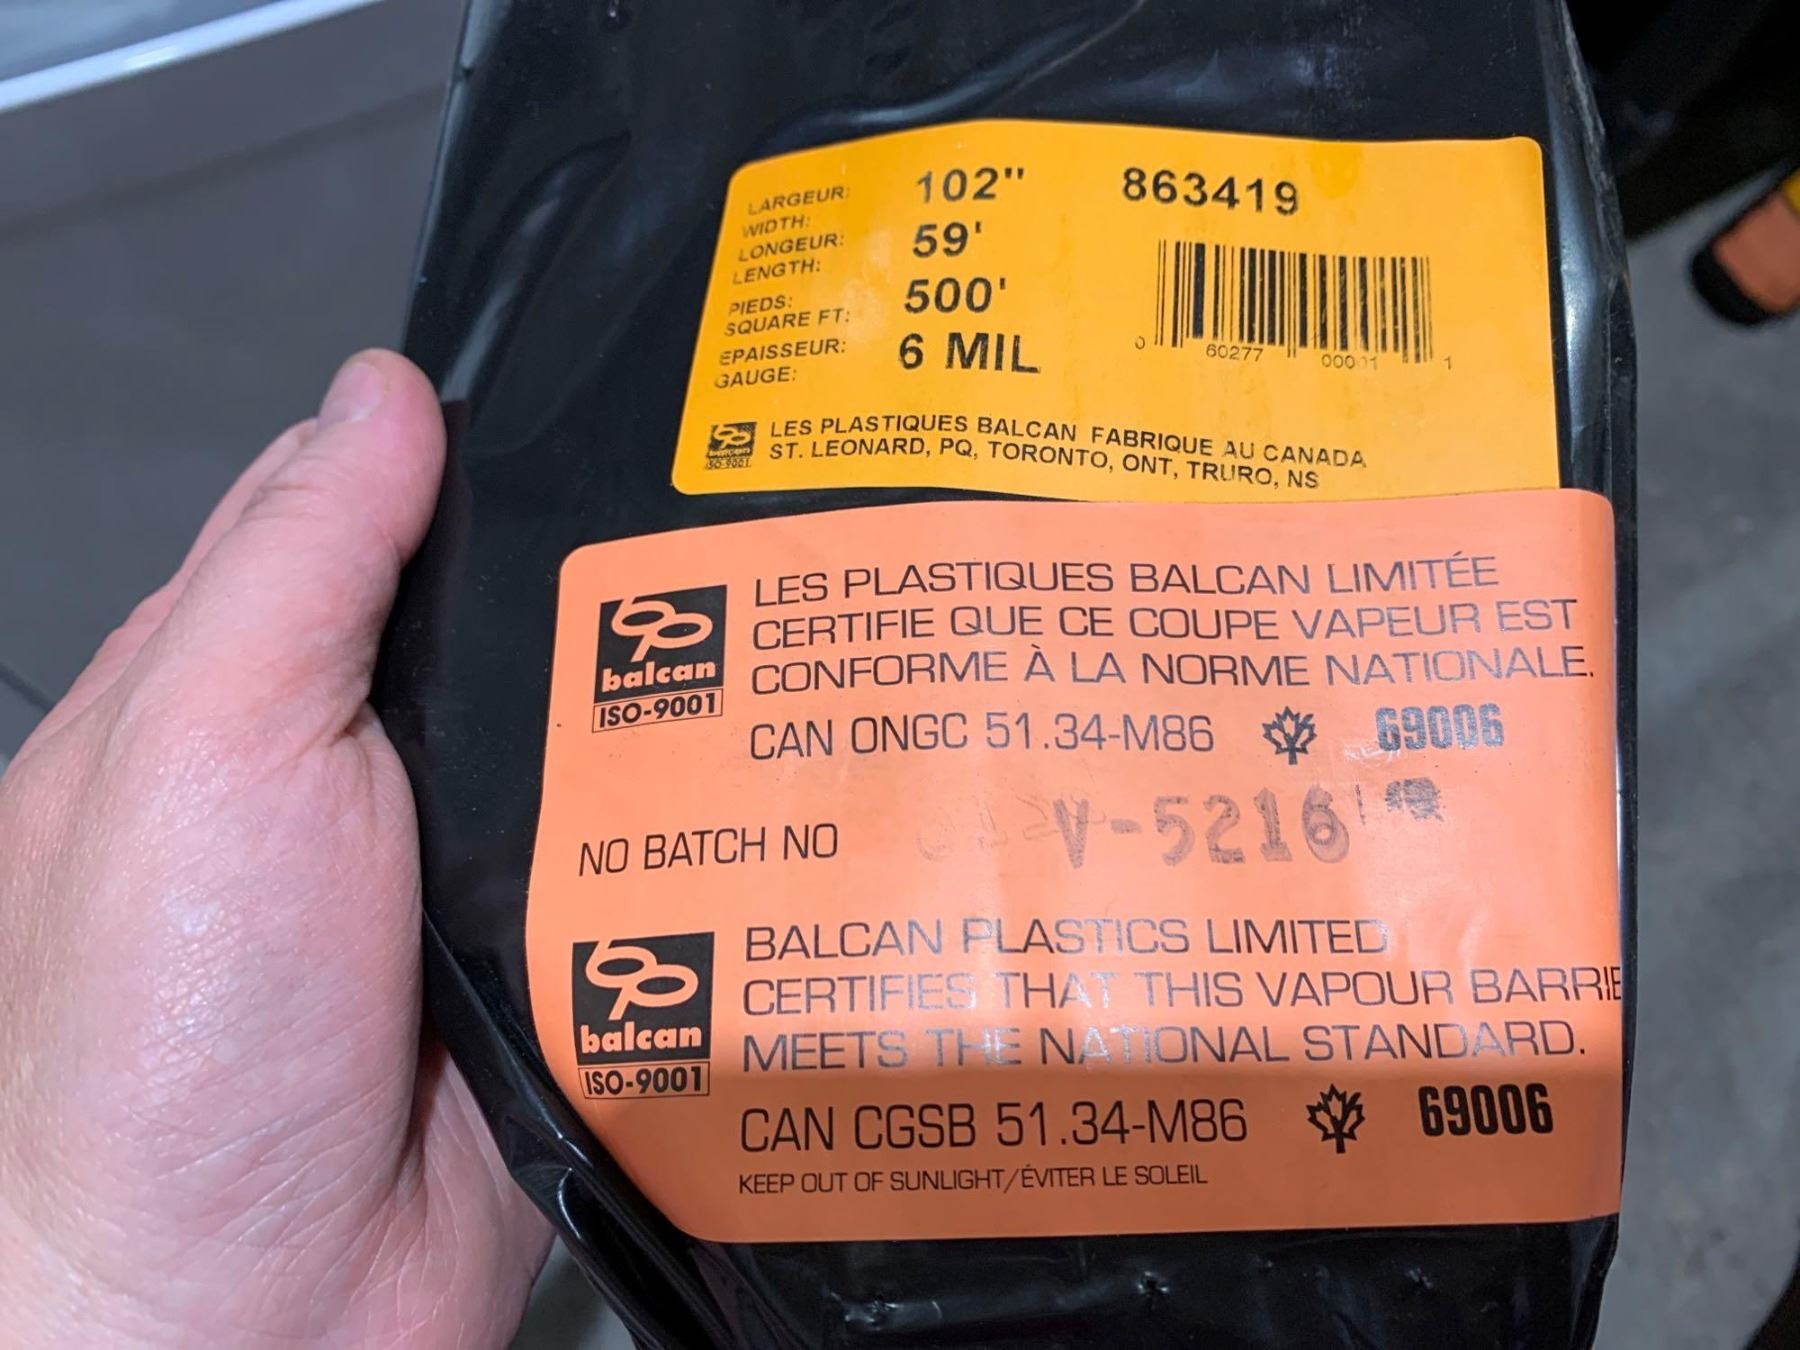 LARGEUR: 102" 863419
WIDTH:
LONGEUR: 59'
LENGTH:
PIEDS: 500'
SQUARE FT:
EPAISSEUR: 6 MIL
GAUGE:
0 60277 00001 1
balcan
ISO-9001
LES PLASTIQUES BALCAN FABRIQUE AU CANADA
ST. LEONARD, PQ, TORONTO, ONT, TRURO, NS
balcan
ISO-9001
LES PLASTIQUES BALCAN LIMITÉE
CERTIFIE QUE CE COUPE VAPEUR EST
CONFORME À LA NORME NATIONALE.
CAN ONGC 51.34-M86 69006
NO BATCH NO V-5216
balcan
ISO-9001
BALCAN PLASTICS LIMITED
CERTIFIES THAT THIS VAPOUR BARRIE
MEETS THE NATIONAL STANDARD.
CAN CGSB 51.34-M86 69006
KEEP OUT OF SUNLIGHT/ÉVITER LE SOLEIL